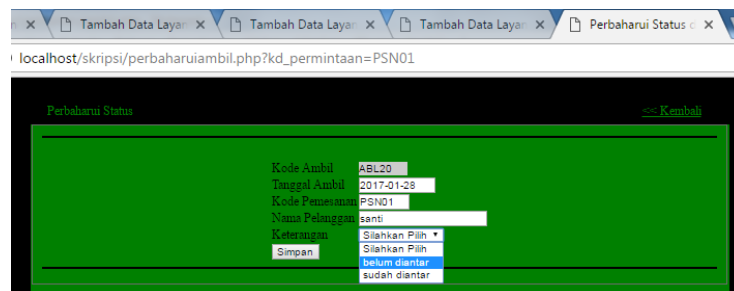 Tambah Data Layan
Tambah Data Layan
Tambah Data Layan
Perbaharui Status d
localhost/skripsi/perbaharuiambil.php?kd_permintaan=PSN01
Perbaharui Status
<< Kembali
Kode Ambil ABL20
Tanggal Ambil 2017-01-28
Kode Pemesanan PSN01
Nama Pelanggan santi
Keterangan Silahkan Pilih
Simpan Silahkan Pilih
belum diantar
sudah diantar